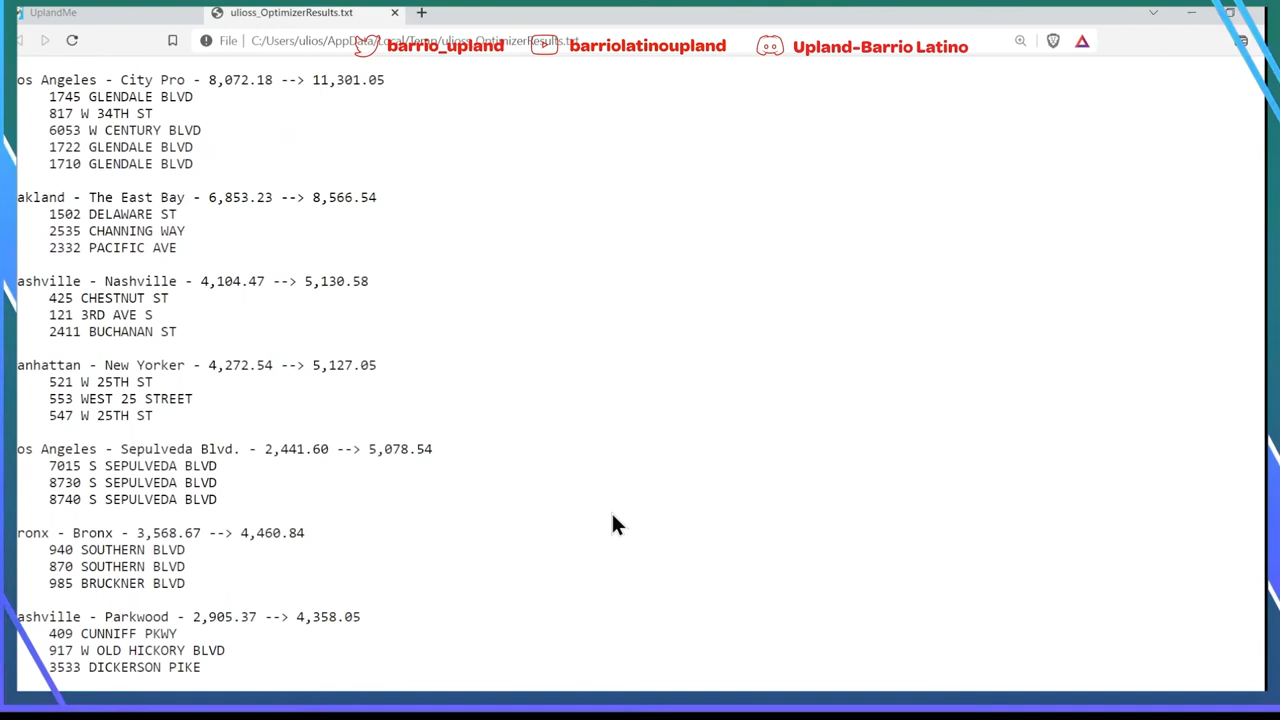 UplandMe
ulioss_OptimizerResults.txt
File | C:/Users/ulios/AppData/Local/Temp/ulioss_OptimizerResults.txt
barrio_upland
barriolatinoupland
Upland-Barrio Latino
os Angeles - City Pro - 8,072.18 --> 11,301.05
1745 GLENDALE BLVD
817 W 34TH ST
6053 W CENTURY BLVD
1722 GLENDALE BLVD
1710 GLENDALE BLVD
akland - The East Bay - 6,853.23 --> 8,566.54
1502 DELAWARE ST
2535 CHANNING WAY
2332 PACIFIC AVE
ashville - Nashville - 4,104.47 --> 5,130.58
425 CHESTNUT ST
121 3RD AVE S
2411 BUCHANAN ST
anhattan - New Yorker - 4,272.54 --> 5,127.05
521 W 25TH ST
553 WEST 25 STREET
547 W 25TH ST
os Angeles - Sepulveda Blvd. - 2,441.60 --> 5,078.54
7015 S SEPULVEDA BLVD
8730 S SEPULVEDA BLVD
8740 S SEPULVEDA BLVD
ronx - Bronx - 3,568.67 --> 4,460.84
940 SOUTHERN BLVD
870 SOUTHERN BLVD
985 BRUCKNER BLVD
ashville - Parkwood - 2,905.37 --> 4,358.05
409 CUNNIFF PKWY
917 W OLD HICKORY BLVD
3533 DICKERSON PIKE